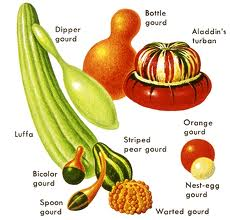 Bottle
gourd
Dipper
gourd
Aladdin's
turban
Luffa
Striped
pear gourd
Orange
gourd
Bicolor
gourd
Nest-egg
gourd
Spoon
gourd
Warted gourd